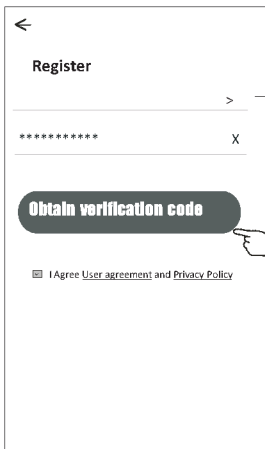 Register
>
*********** X
Obtain verification code
I Agree User agreement and Privacy Policy